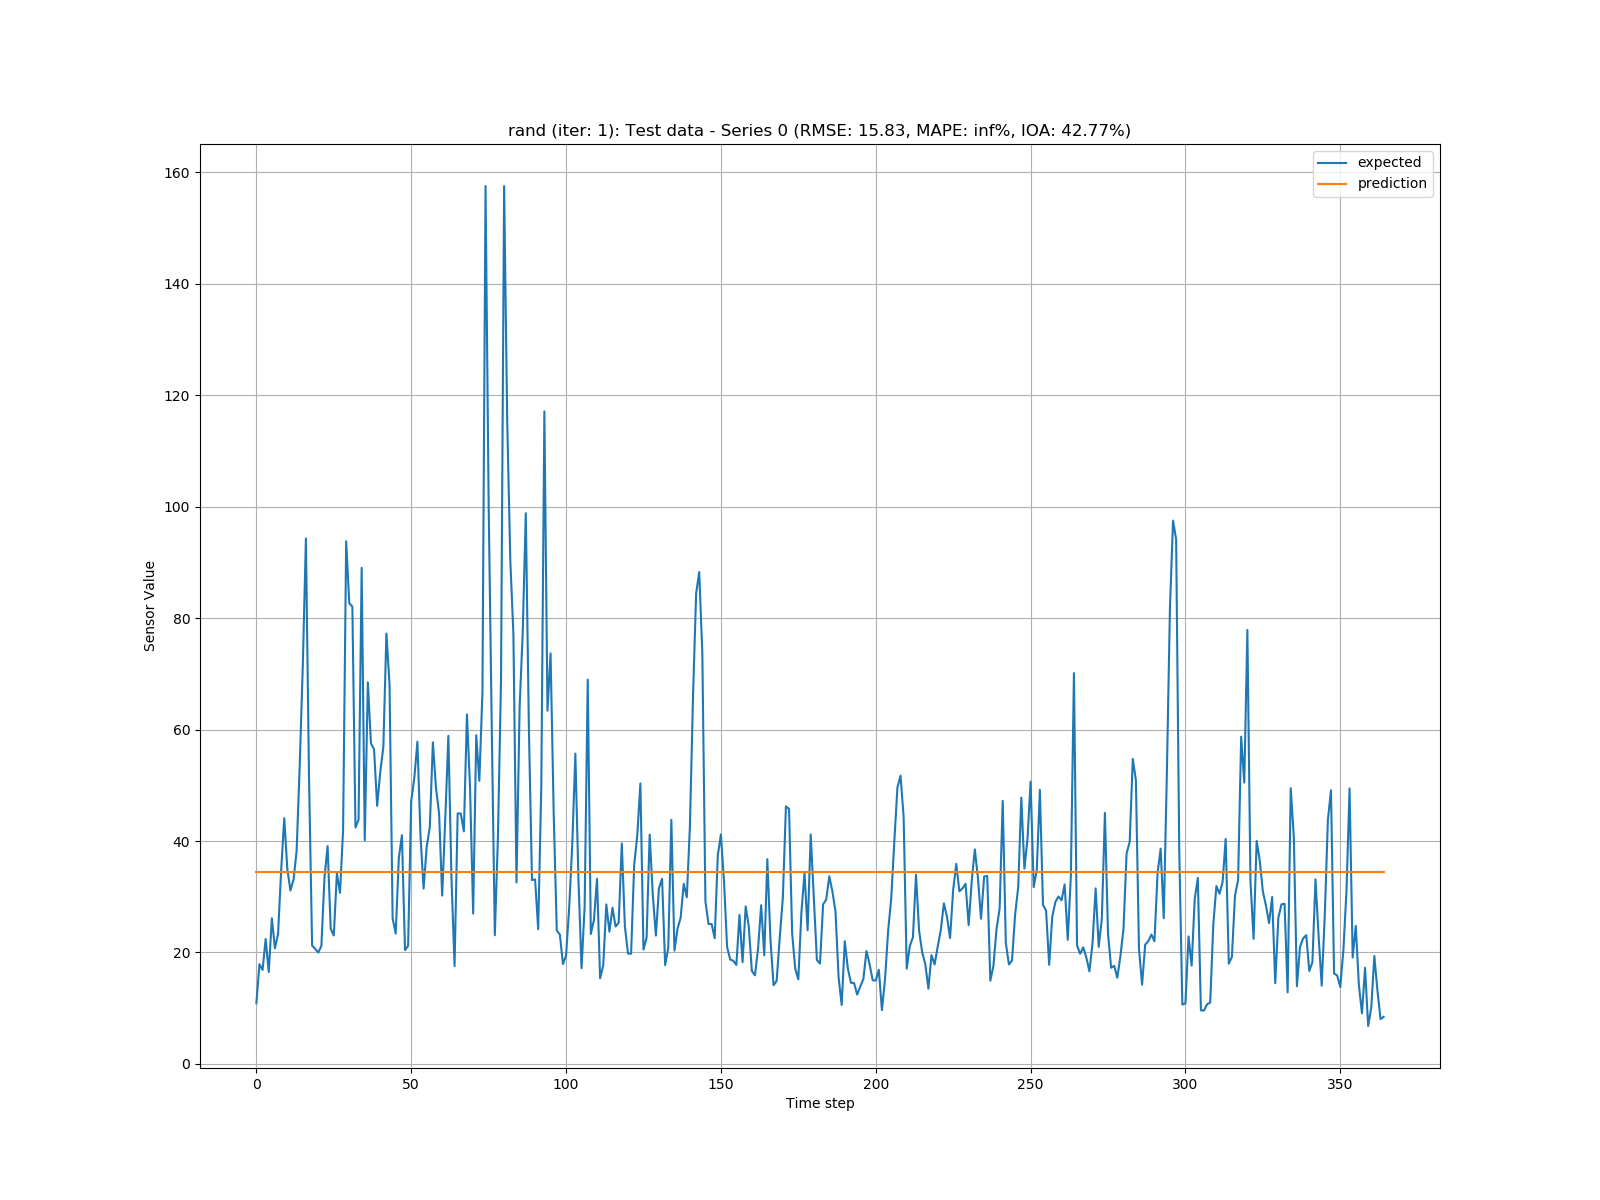 rand (iter: 1): Test data - Series 0 (RMSE: 15.83, MAPE: inf%, IOA: 42.77%)
expected
prediction
160
140
120
100
80
60
40
20
0
Sensor Value
0 50 100 150 200 250 300 350
Time step